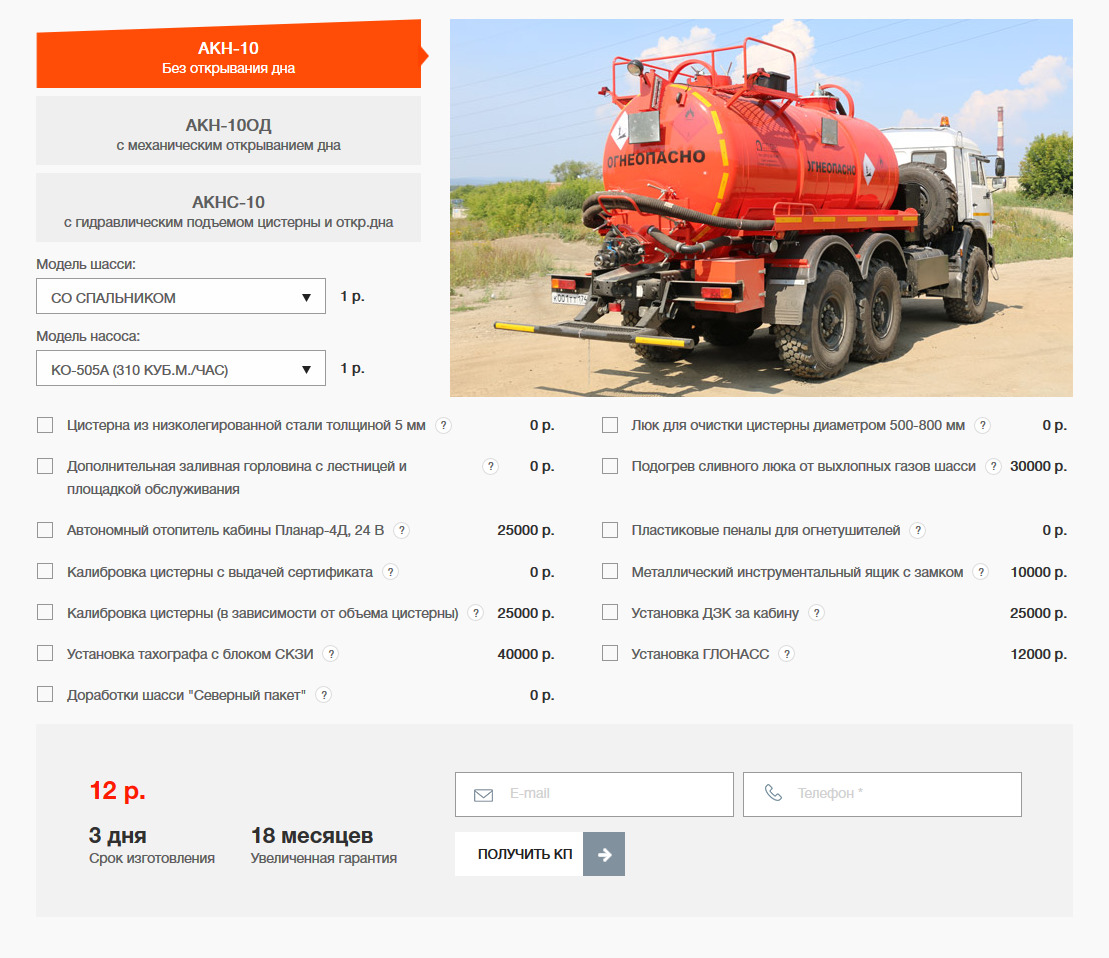 АКН-10
Без открывания дна
АКН-10ОД
с механическим открыванием дна
АКНС-10
с гидравлическим подъемом цистерны и откр.дна
ОГНЕОПАСНО
ОГНЕОПАСНО
Модель шасси:
СО СПАЛЬНИКОМ ▼ 1 р.
Модель насоса:
КО-505А (310 КУБ.М./ЧАС) ▼ 1 р.
Цистерна из низколегированной стали толщиной 5 мм ? 0 р.
Люк для очистки цистерны диаметром 500-800 мм ? 0 р.
Дополнительная заливная горловина с лестницей и ? 0 р.
площадкой обслуживания
Подогрев сливного люка от выхлопных газов шасси ? 30000 р.
Автономный отопитель кабины Планар-4Д, 24 В ? 25000 р.
Пластиковые пеналы для огнетушителей ? 0 р.
Калибровка цистерны с выдачей сертификата ? 0 р.
Металлический инструментальный ящик с замком ? 10000 р.
Калибровка цистерны (в зависимости от объема цистерны) ? 25000 р.
Установка ДЗК за кабину ? 25000 р.
Установка тахографа с блоком СКЗИ ? 40000 р.
Установка ГЛОНАСС ? 12000 р.
Доработки шасси "Северный пакет" ? 0 р.
12 р.
3 дня
Срок изготовления
18 месяцев
Увеличенная гарантия
E-mail
Телефон *
ПОЛУЧИТЬ КП